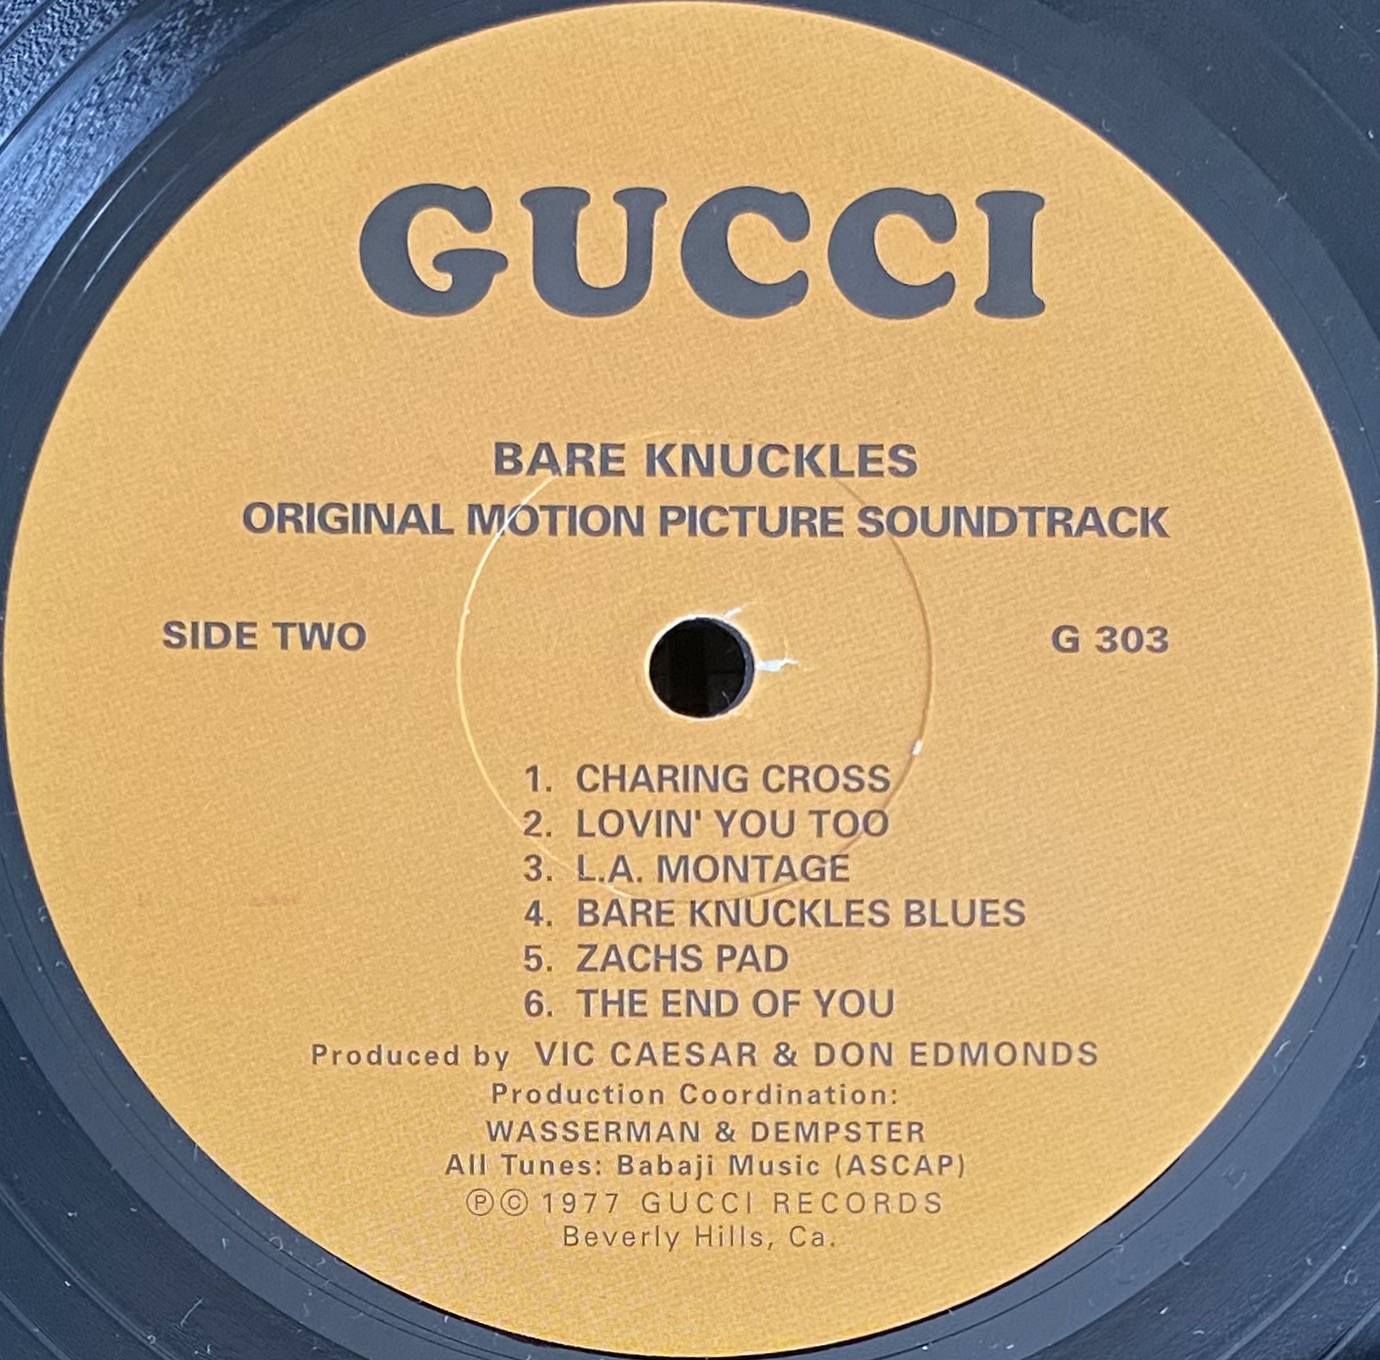 GUCCI
BARE KNUCKLES
ORIGINAL MOTION PICTURE SOUNDTRACK
SIDE TWO G 303
1. CHARING CROSS
2. LOVIN' YOU TOO
3. L.A. MONTAGE
4. BARE KNUCKLES BLUES
5. ZACHS PAD
6. THE END OF YOU
Produced by VIC CAESAR & DON EDMONDS
Production Coordination:
WASSERMAN & DEMPSTER
All Tunes: Babaji Music (ASCAP)
ⓅⒸ 1977 GUCCI RECORDS
Beverly Hills, Ca.